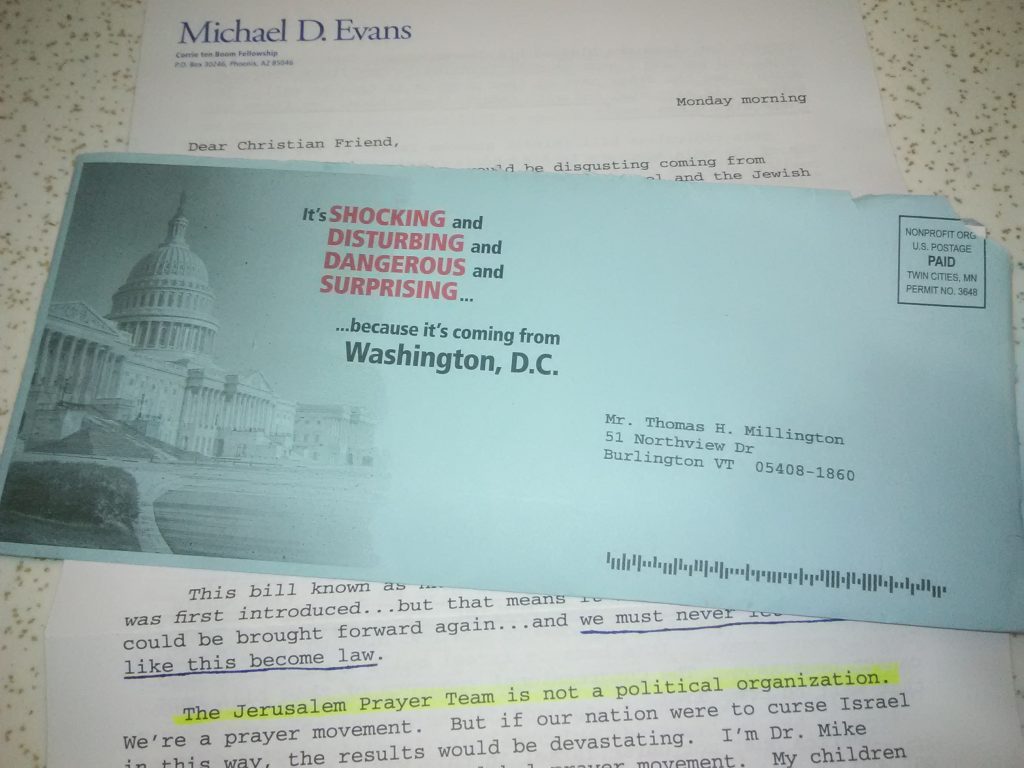 Michael D. Evans
Corrie ten Boom Fellowship
P.O. Box 30246, Phoenix, AZ 85046
Monday morning
Dear Christian Friend,
be disgusting coming from
and the Jewish
It's SHOCKING and
DISTURBING and
DANGEROUS and
SURPRISING...
...because it's coming from
Washington, D.C.
NONPROFIT ORG
U.S. POSTAGE
PAID
TWIN CITIES, MN
PERMIT NO. 3648
Mr. Thomas H. Millington
51 Northview Dr
Burlington VT 05408-1860
This bill known as
was first introduced...but that means
could be brought forward again...and we must never
like this become law.
The Jerusalem Prayer Team is not a political organization.
We're a prayer movement. But if our nation were to curse Israel
in this way, the results would be devastating. I'm Dr. Mike
prayer movement. My children